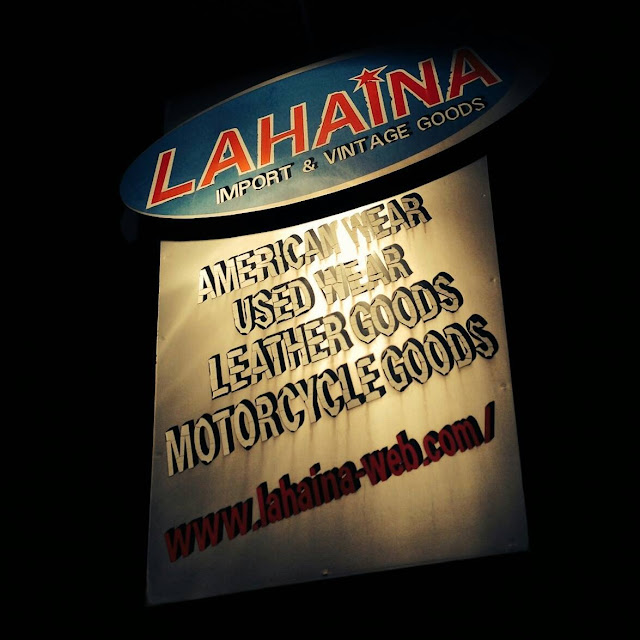 LAHAINA
IMPORT & VINTAGE GOODS
AMERICAN WEAR
USED WEAR
LEATHER GOODS
MOTORCYCLE GOODS
www.lahaina-web.com/